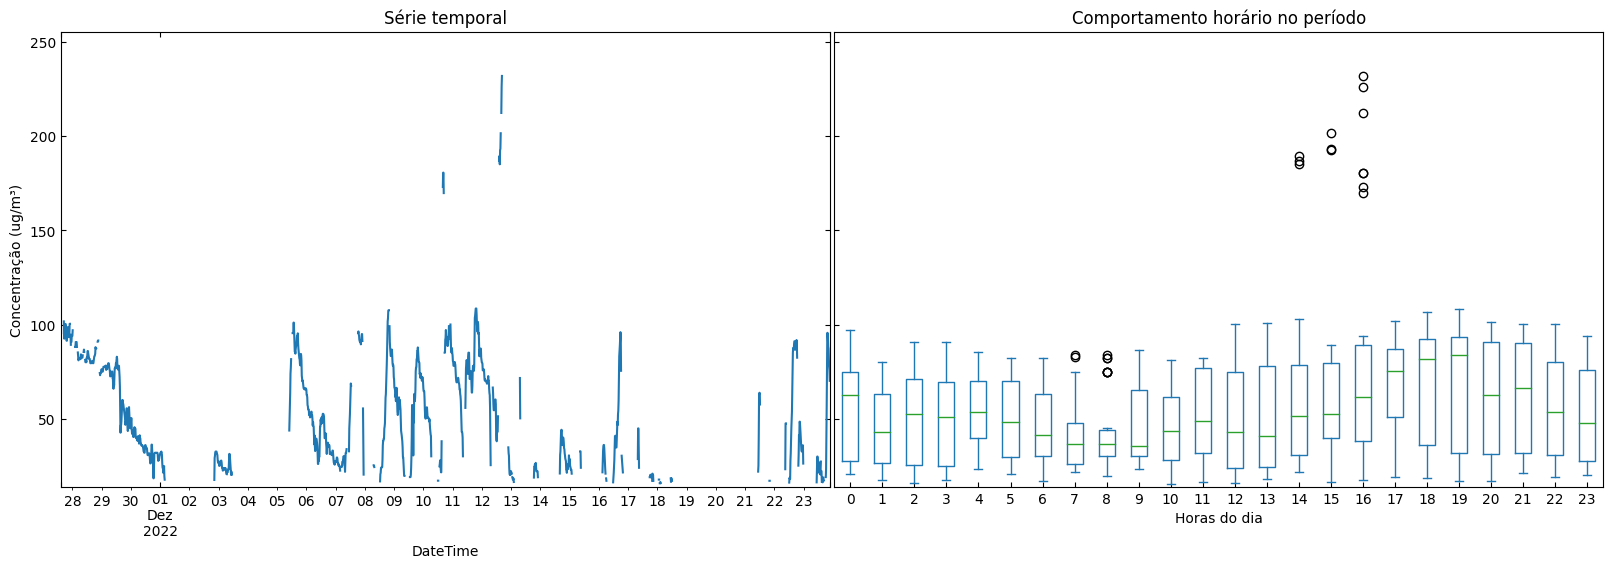 Série temporal
Comportamento horário no período
Concentração (ug/m³)
250
200
150
100
50
28 29 30 01 02 03 04 05 06 07 08 09 10 11 12 13 14 15 16 17 18 19 20 21 22 23
Dez
2022
DateTime
0 1 2 3 4 5 6 7 8 9 10 11 12 13 14 15 16 17 18 19 20 21 22 23
Horas do dia